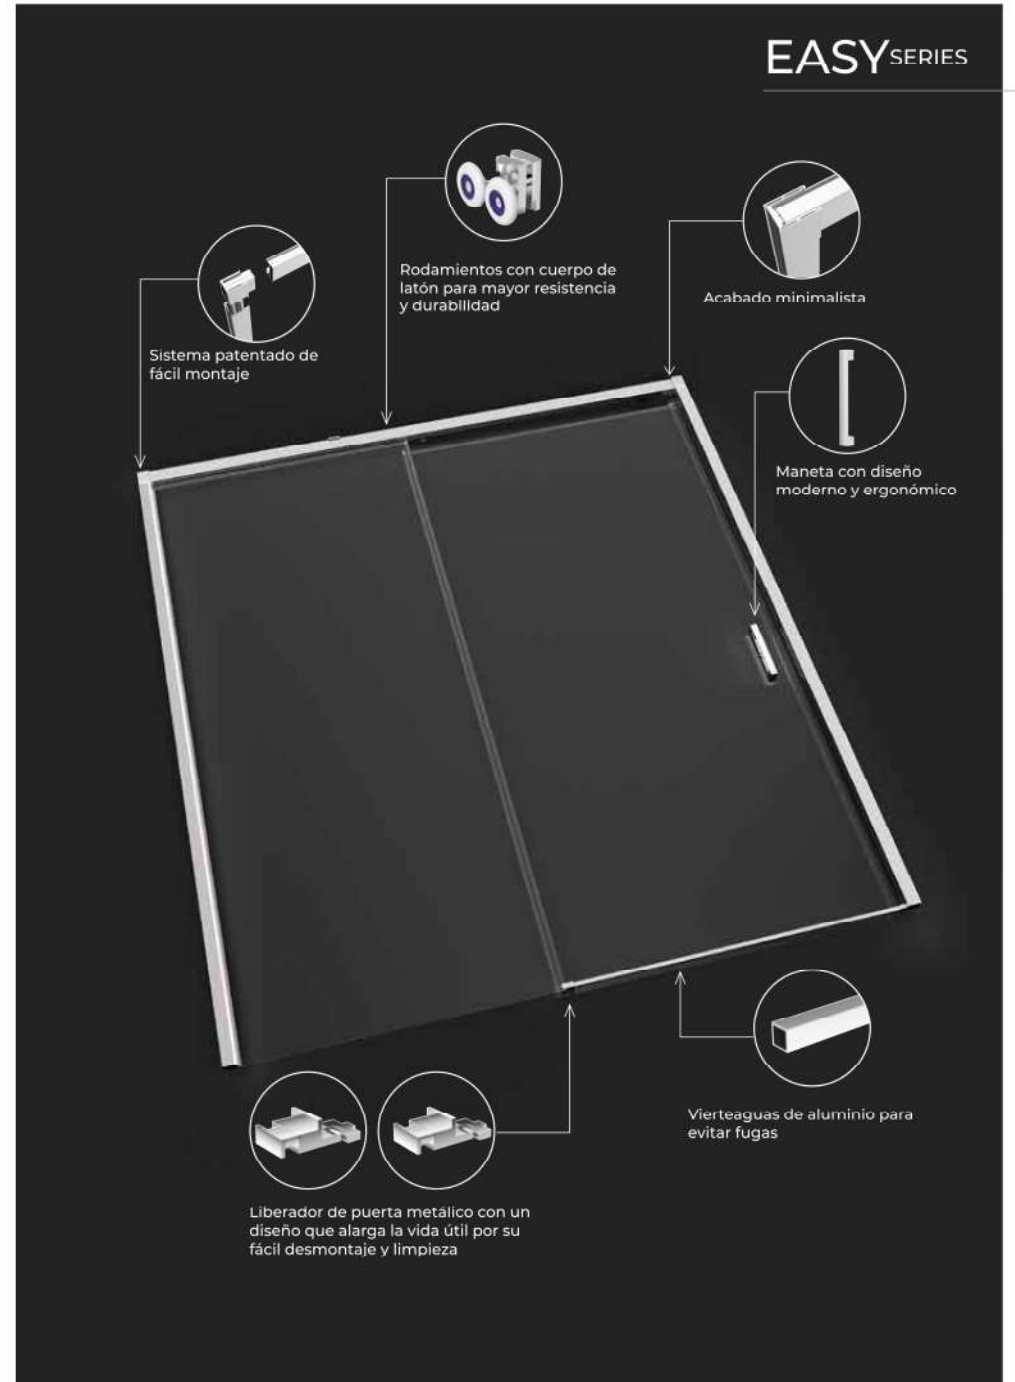 EASY SERIES
Rodamientos con cuerpo de
latón para mayor resistencia
y durabilidad
Acabado minimalista
Sistema patentado de
fácil montaje
Maneta con diseño
moderno y ergonómico
Vierteaguas de aluminio para
evitar fugas
Liberador de puerta metálico con un
diseño que alarga la vida útil por su
fácil desmontaje y limpieza